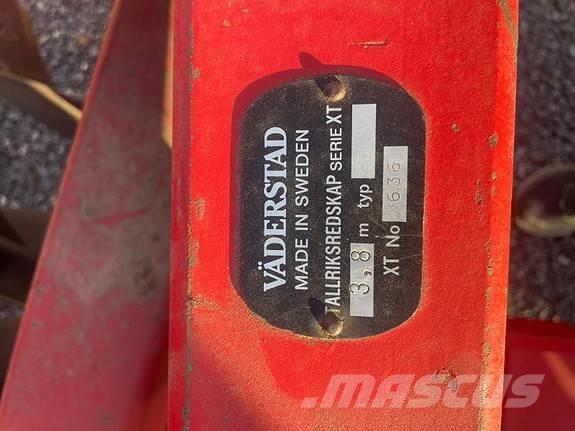 VÄDERSTAD
MADE IN SWEDEN
TALLRIKSREDSKAP SERIE XT
3,8 m typ
XT No 636
MASCUS